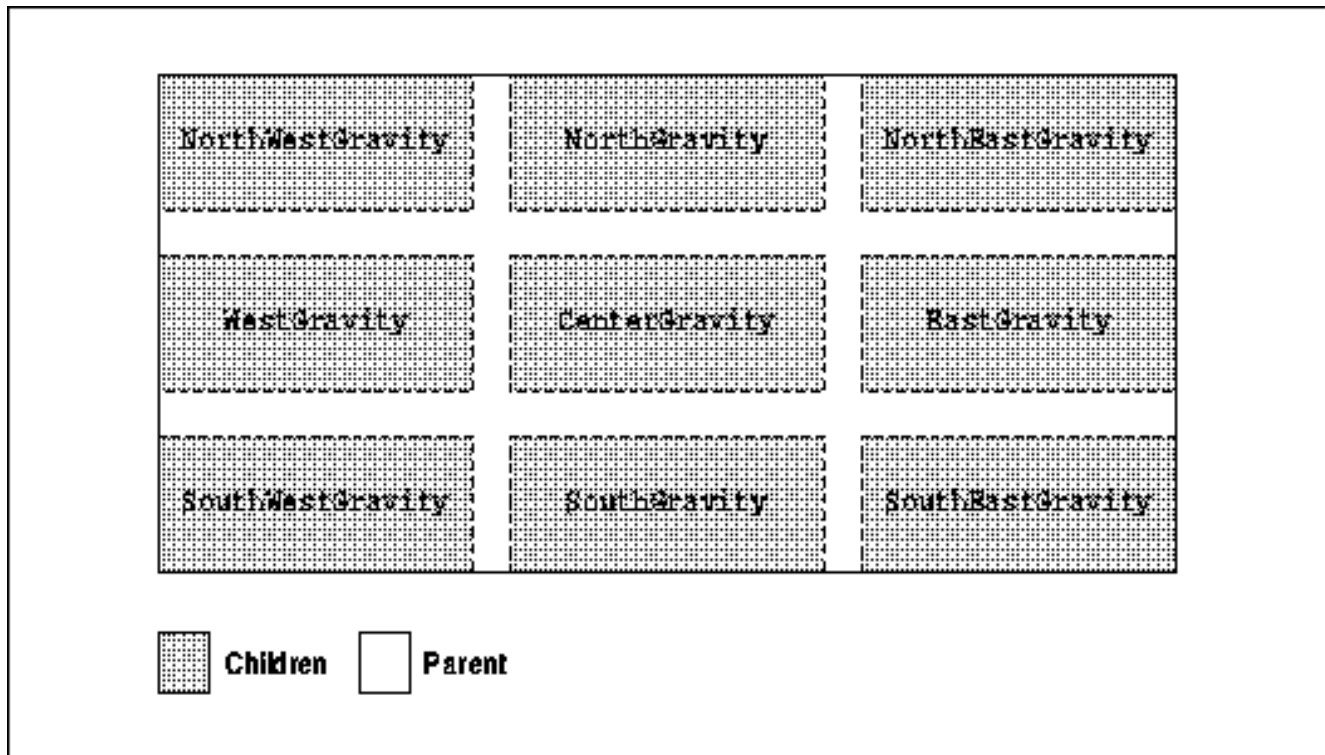 NorthWestGravity NorthGravity NorthEastGravity
WestGravity CenterGravity EastGravity
SouthWestGravity SouthGravity SouthEastGravity
Children Parent